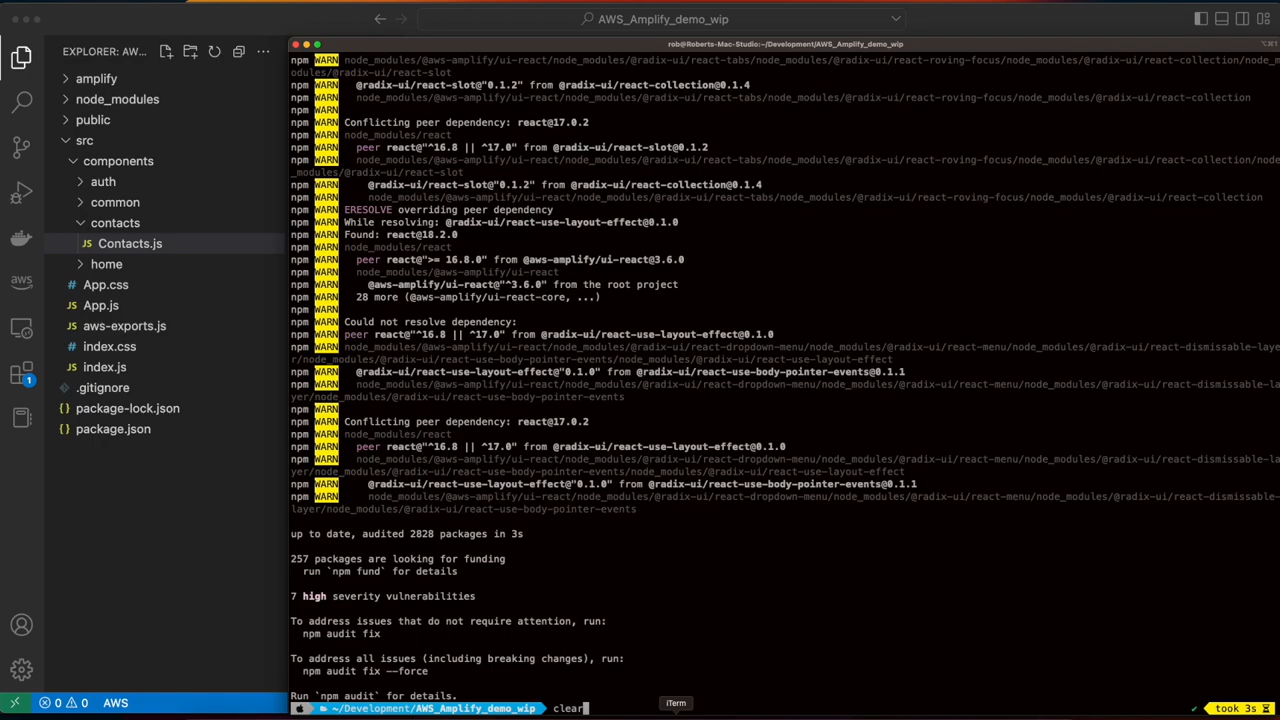 AWS_Amplify_demo_wip
EXPLORER: AW...
amplify
node_modules
public
src
components
auth
common
contacts
Contacts.js
home
App.css
App.js
aws-exports.js
index.css
index.js
.gitignore
package-lock.json
package.json
aws
1
0 0 AWS
rob@Roberts-Mac-Studio:~/Development/AWS_Amplify_demo_wip
⌥⌘1
npm WARN node_modules/@aws-amplify/ui-react/node_modules/@radix-ui/react-tabs/node_modules/@radix-ui/react-roving-focus/node_modules/@radix-ui/react-collection/node_m
odules/@radix-ui/react-slot
npm WARN @radix-ui/react-slot@"0.1.2" from @radix-ui/react-collection@0.1.4
npm WARN node_modules/@aws-amplify/ui-react/node_modules/@radix-ui/react-tabs/node_modules/@radix-ui/react-roving-focus/node_modules/@radix-ui/react-collection
npm WARN
npm WARN Conflicting peer dependency: react@17.0.2
npm WARN node_modules/react
npm WARN peer react@"^16.8 || ^17.0" from @radix-ui/react-slot@0.1.2
npm WARN node_modules/@aws-amplify/ui-react/node_modules/@radix-ui/react-tabs/node_modules/@radix-ui/react-roving-focus/node_modules/@radix-ui/react-collection/node
_modules/@radix-ui/react-slot
npm WARN @radix-ui/react-slot@"0.1.2" from @radix-ui/react-collection@0.1.4
npm WARN node_modules/@aws-amplify/ui-react/node_modules/@radix-ui/react-tabs/node_modules/@radix-ui/react-roving-focus/node_modules/@radix-ui/react-collection
npm WARN ERESOLVE overriding peer dependency
npm WARN While resolving: @radix-ui/react-use-layout-effect@0.1.0
npm WARN Found: react@18.2.0
npm WARN node_modules/react
npm WARN peer react@">= 16.8.0" from @aws-amplify/ui-react@3.6.0
npm WARN node_modules/@aws-amplify/ui-react
npm WARN @aws-amplify/ui-react@"^3.6.0" from the root project
npm WARN 28 more (@aws-amplify/ui-react-core, ...)
npm WARN
npm WARN Could not resolve dependency:
npm WARN peer react@"^16.8 || ^17.0" from @radix-ui/react-use-layout-effect@0.1.0
npm WARN node_modules/@aws-amplify/ui-react/node_modules/@radix-ui/react-dropdown-menu/node_modules/@radix-ui/react-menu/node_modules/@radix-ui/react-dismissable-laye
r/node_modules/@radix-ui/react-use-body-pointer-events/node_modules/@radix-ui/react-use-layout-effect
npm WARN @radix-ui/react-use-layout-effect@"0.1.0" from @radix-ui/react-use-body-pointer-events@0.1.1
npm WARN node_modules/@aws-amplify/ui-react/node_modules/@radix-ui/react-dropdown-menu/node_modules/@radix-ui/react-menu/node_modules/@radix-ui/react-dismissable-la
yer/node_modules/@radix-ui/react-use-body-pointer-events
npm WARN
npm WARN Conflicting peer dependency: react@17.0.2
npm WARN node_modules/react
npm WARN peer react@"^16.8 || ^17.0" from @radix-ui/react-use-layout-effect@0.1.0
npm WARN node_modules/@aws-amplify/ui-react/node_modules/@radix-ui/react-dropdown-menu/node_modules/@radix-ui/react-menu/node_modules/@radix-ui/react-dismissable-la
yer/node_modules/@radix-ui/react-use-body-pointer-events/node_modules/@radix-ui/react-use-layout-effect
npm WARN @radix-ui/react-use-layout-effect@"0.1.0" from @radix-ui/react-use-body-pointer-events@0.1.1
npm WARN node_modules/@aws-amplify/ui-react/node_modules/@radix-ui/react-dropdown-menu/node_modules/@radix-ui/react-menu/node_modules/@radix-ui/react-dismissable-
layer/node_modules/@radix-ui/react-use-body-pointer-events
up to date, audited 2828 packages in 3s
257 packages are looking for funding
run `npm fund` for details
7 high severity vulnerabilities
To address issues that do not require attention, run:
npm audit fix
To address all issues (including breaking changes), run:
npm audit fix --force
Run `npm audit` for details.
~/Development/AWS_Amplify_demo_wip clear
iTerm
✔ took 3s